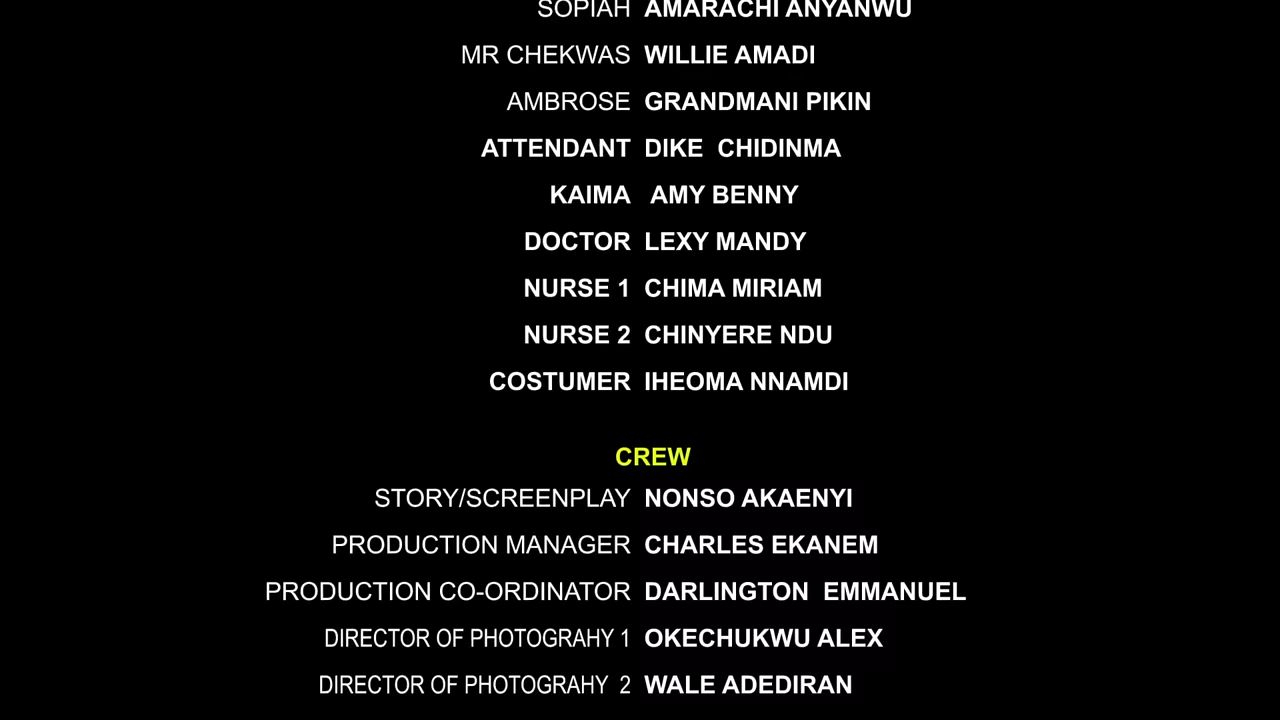 SOPIAH AMARACHI ANYANWU
MR CHEKWAS WILLIE AMADI
AMBROSE GRANDMANI PIKIN
ATTENDANT DIKE CHIDINMA
KAIMA AMY BENNY
DOCTOR LEXY MANDY
NURSE 1 CHIMA MIRIAM
NURSE 2 CHINYERE NDU
COSTUMER IHEOMA NNAMDI
CREW
STORY/SCREENPLAY NONSO AKAENYI
PRODUCTION MANAGER CHARLES EKANEM
PRODUCTION CO-ORDINATOR DARLINGTON EMMANUEL
DIRECTOR OF PHOTOGRAHY 1 OKECHUKWU ALEX
DIRECTOR OF PHOTOGRAHY 2 WALE ADEDIRAN